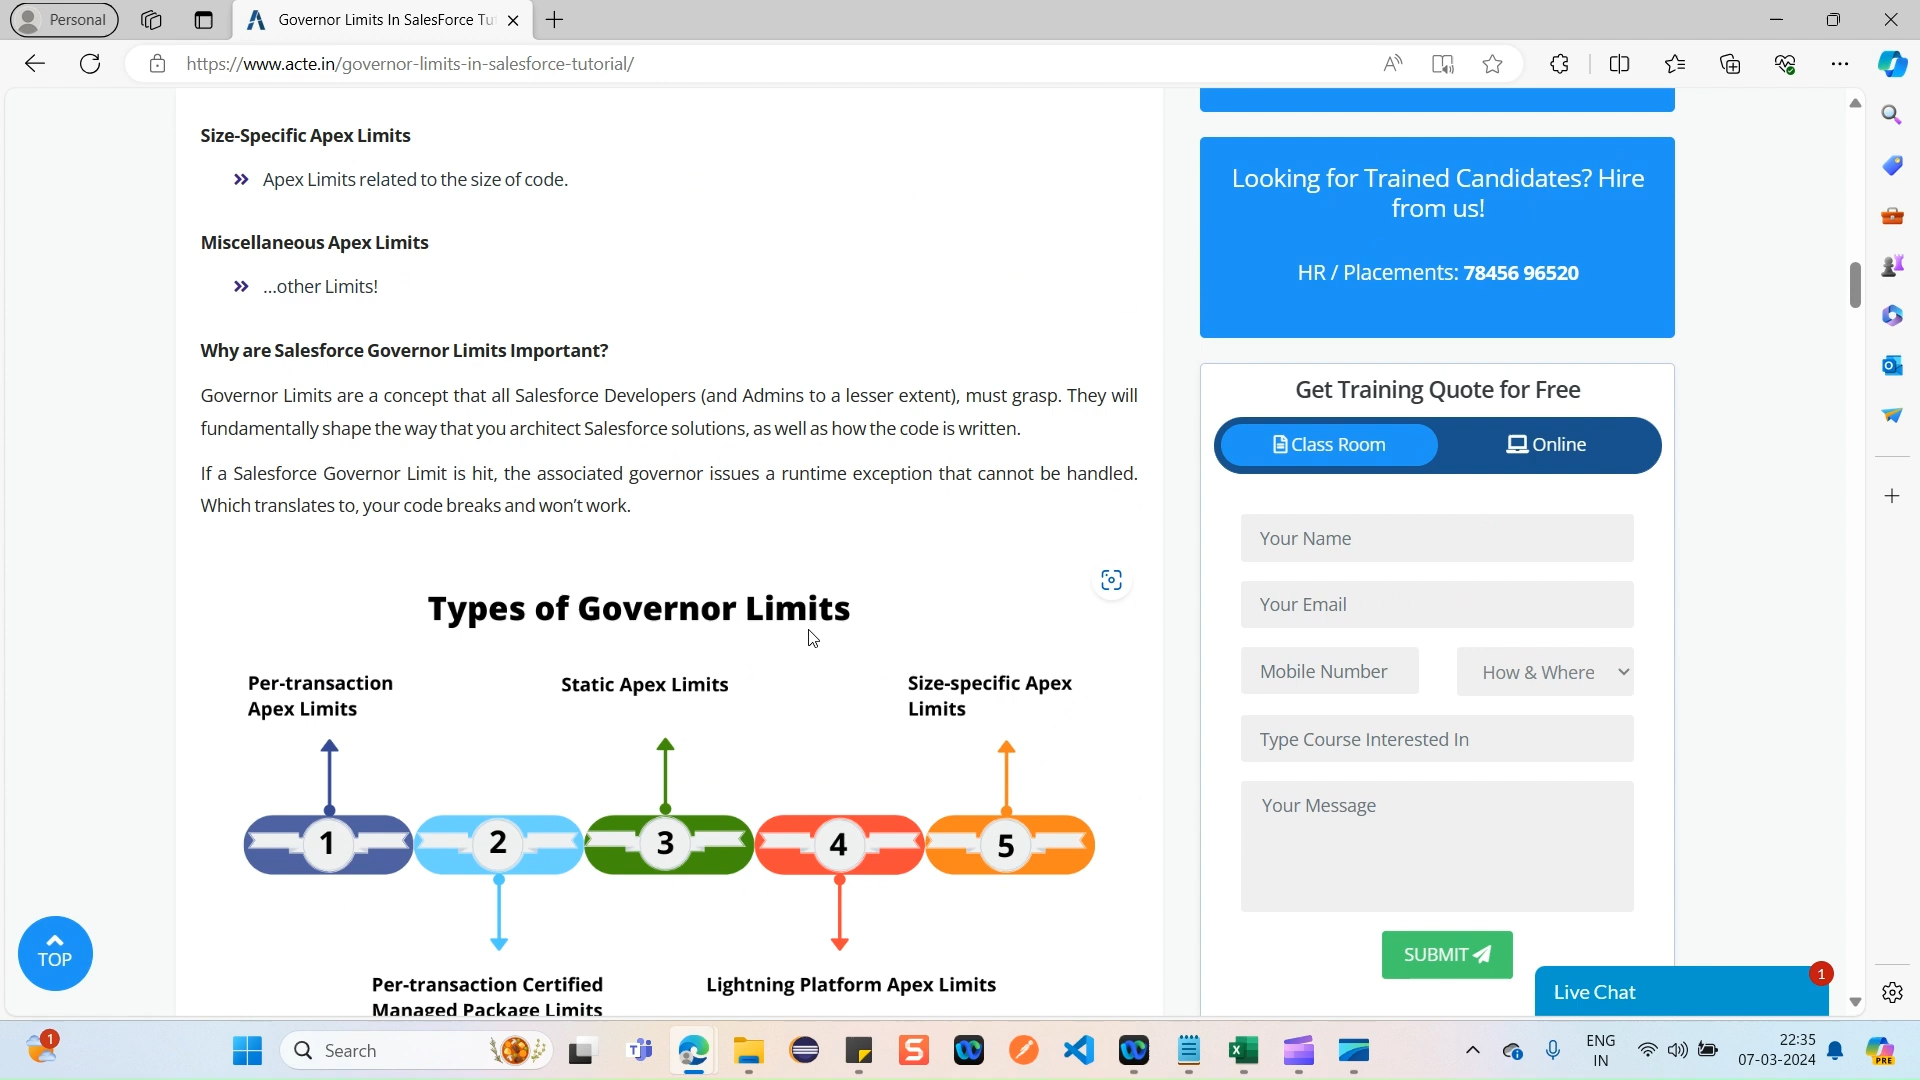 Personal
Governor Limits In SalesForce Tu
https://www.acte.in/governor-limits-in-salesforce-tutorial/
Size-Specific Apex Limits
Apex Limits related to the size of code.
Miscellaneous Apex Limits
...other Limits!
Why are Salesforce Governor Limits Important?
Governor Limits are a concept that all Salesforce Developers (and Admins to a lesser extent), must grasp. They will
fundamentally shape the way that you architect Salesforce solutions, as well as how the code is written.
If a Salesforce Governor Limit is hit, the associated governor issues a runtime exception that cannot be handled.
Which translates to, your code breaks and won't work.
Types of Governor Limits
Per-transaction
Apex Limits
Static Apex Limits
Size-specific Apex
Limits
1
2
3
4
5
Per-transaction Certified
Managed Package Limits
Lightning Platform Apex Limits
TOP
Looking for Trained Candidates? Hire
from us!
HR / Placements: 78456 96520
Get Training Quote for Free
Class Room
Online
Your Name
Your Email
Mobile Number
How & Where
Type Course Interested In
Your Message
SUBMIT
Live Chat
1
1
Search
ENG
IN
22:35
07-03-2024
PRE